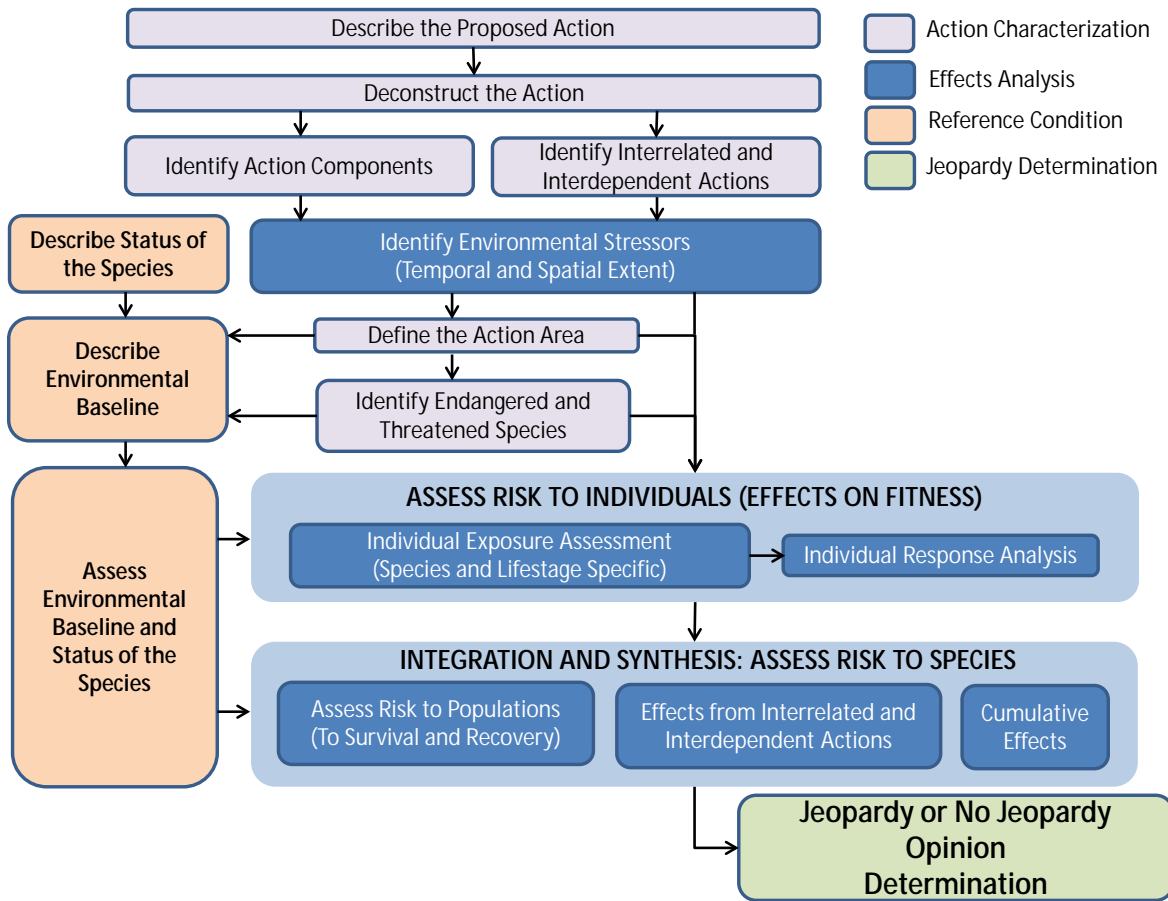 Describe the Proposed Action
Deconstruct the Action
Identify Action Components
Identify Interrelated and
Interdependent Actions
Action Characterization
Effects Analysis
Reference Condition
Jeopardy Determination
Describe Status of
the Species
Identify Environmental Stressors
(Temporal and Spatial Extent)
Define the Action Area
Describe
Environmental
Baseline
Identify Endangered and
Threatened Species
Assess
Environmental
Baseline and
Status of the
Species
ASSESS RISK TO INDIVIDUALS (EFFECTS ON FITNESS)
Individual Exposure Assessment
(Species and Lifestage Specific)
Individual Response Analysis
INTEGRATION AND SYNTHESIS: ASSESS RISK TO SPECIES
Assess Risk to Populations
(To Survival and Recovery)
Effects from Interrelated and
Interdependent Actions
Cumulative
Effects
Jeopardy or No Jeopardy
Opinion
Determination